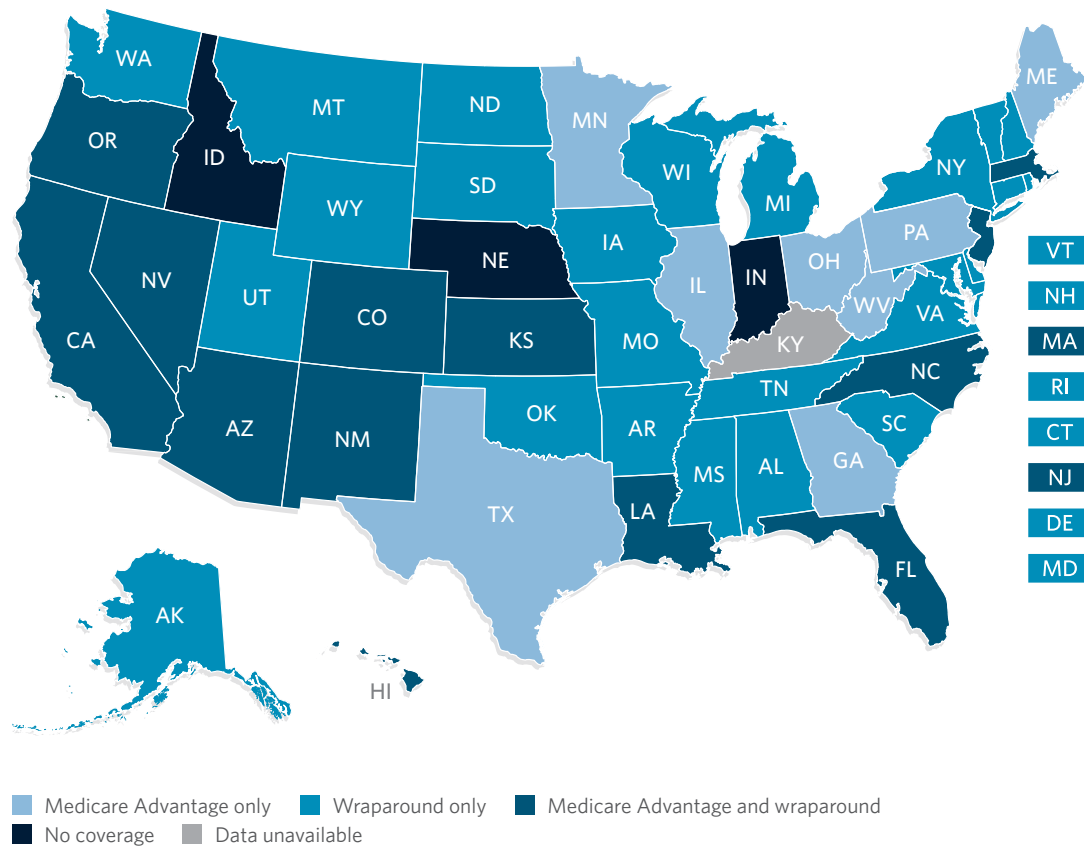 ME
WA
MT
ND
MN
OR
ID
NY
WI
SD
MI
WY
PA
IA
NE
OH
VT
IL
IN
NV
UT
NH
WV
CO
VA
CA
KS
MO
MA
KY
NC
RI
TN
OK
AZ
NM
AR
SC
CT
MS
AL
GA
NJ
TX
LA
DE
FL
MD
AK
HI
Medicare Advantage only Wraparound only Medicare Advantage and wraparound
No coverage Data unavailable